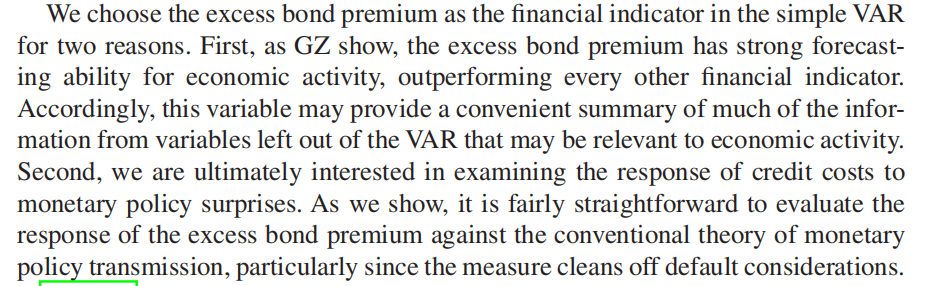 We choose the excess bond premium as the financial indicator in the simple VAR
for two reasons. First, as GZ show, the excess bond premium has strong forecast-
ing ability for economic activity, outperforming every other financial indicator.
Accordingly, this variable may provide a convenient summary of much of the infor-
mation from variables left out of the VAR that may be relevant to economic activity.
Second, we are ultimately interested in examining the response of credit costs to
monetary policy surprises. As we show, it is fairly straightforward to evaluate the
response of the excess bond premium against the conventional theory of monetary
policy transmission, particularly since the measure cleans off default considerations.